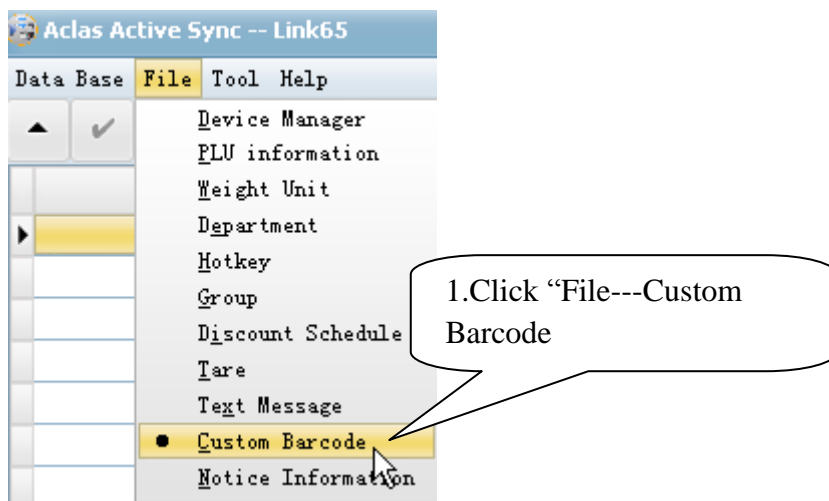 Aclas Active Sync -- Link65
Data Base File Tool Help
Device Manager
PLU information
Weight Unit
Department
Hotkey
Group
Discount Schedule
Tare
Text Message
Custom Barcode
Notice Information
1.Click “File---Custom
Barcode